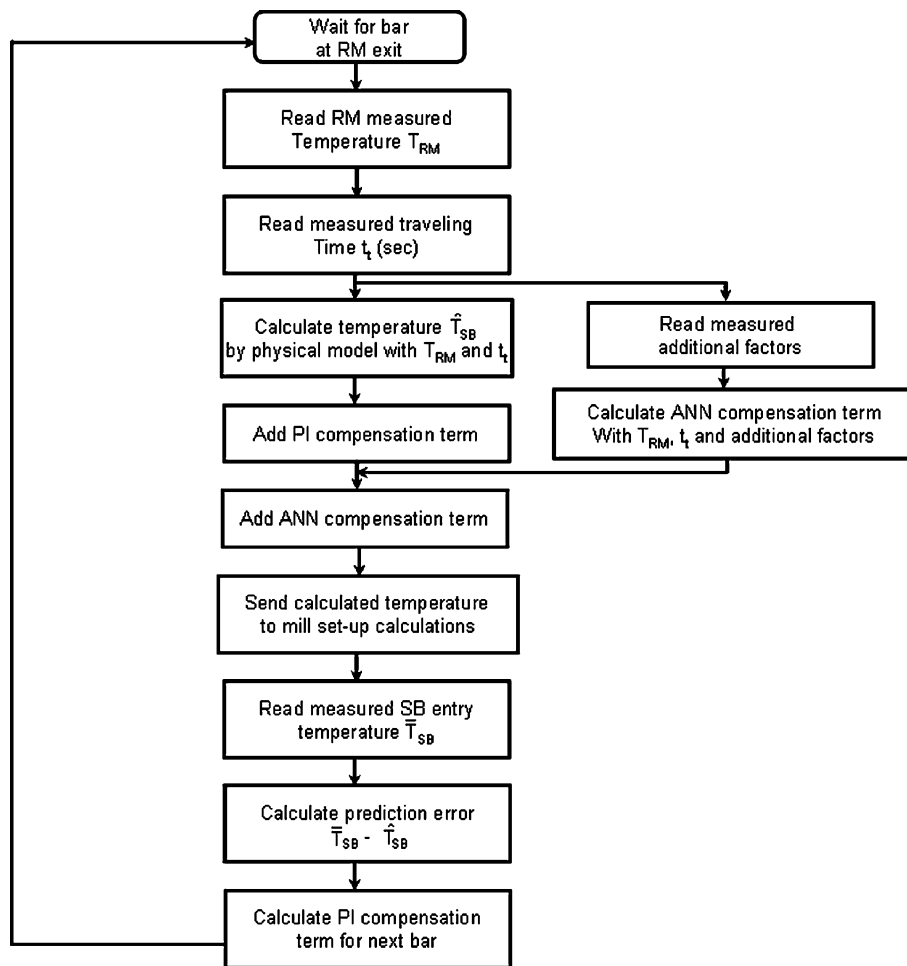 Wait for bar
at RM exit
Read RM measured
Temperature T_RM
Read measured traveling
Time t_t (sec)
Calculate temperature T̂_SB
by physical model with T_RM and t_t
Read measured
additional factors
Add PI compensation term
Calculate ANN compensation term
With T_RM, t_t and additional factors
Add ANN compensation term
Send calculated temperature
to mill set-up calculations
Read measured SB entry
temperature T̿_SB
Calculate prediction error
T̿_SB - T̂_SB
Calculate PI compensation
term for next bar